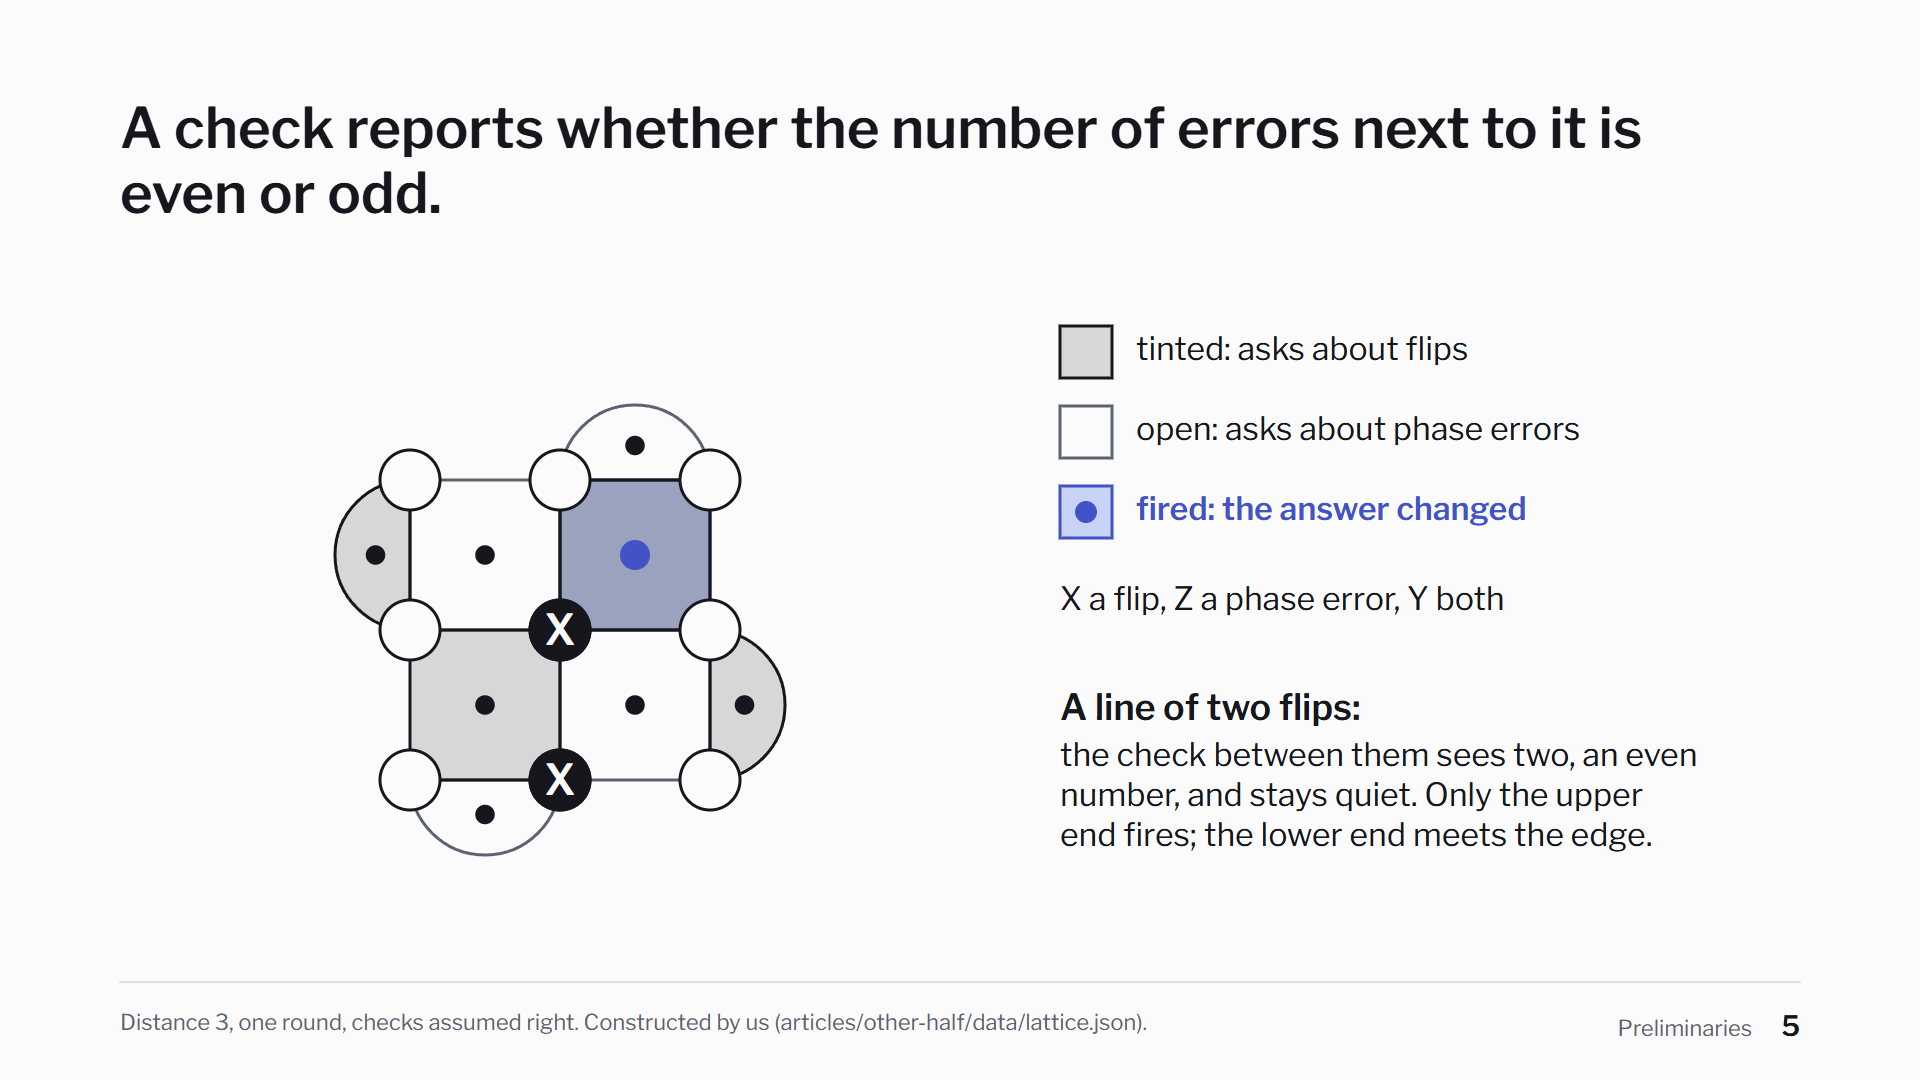 A check reports whether the number of errors next to it is
even or odd.
tinted: asks about flips
open: asks about phase errors
fired: the answer changed
X a flip, Z a phase error, Y both
X
X
A line of two flips:
the check between them sees two, an even
number, and stays quiet. Only the upper
end fires; the lower end meets the edge.
Distance 3, one round, checks assumed right. Constructed by us (articles/other-half/data/lattice.json).
Preliminaries 5